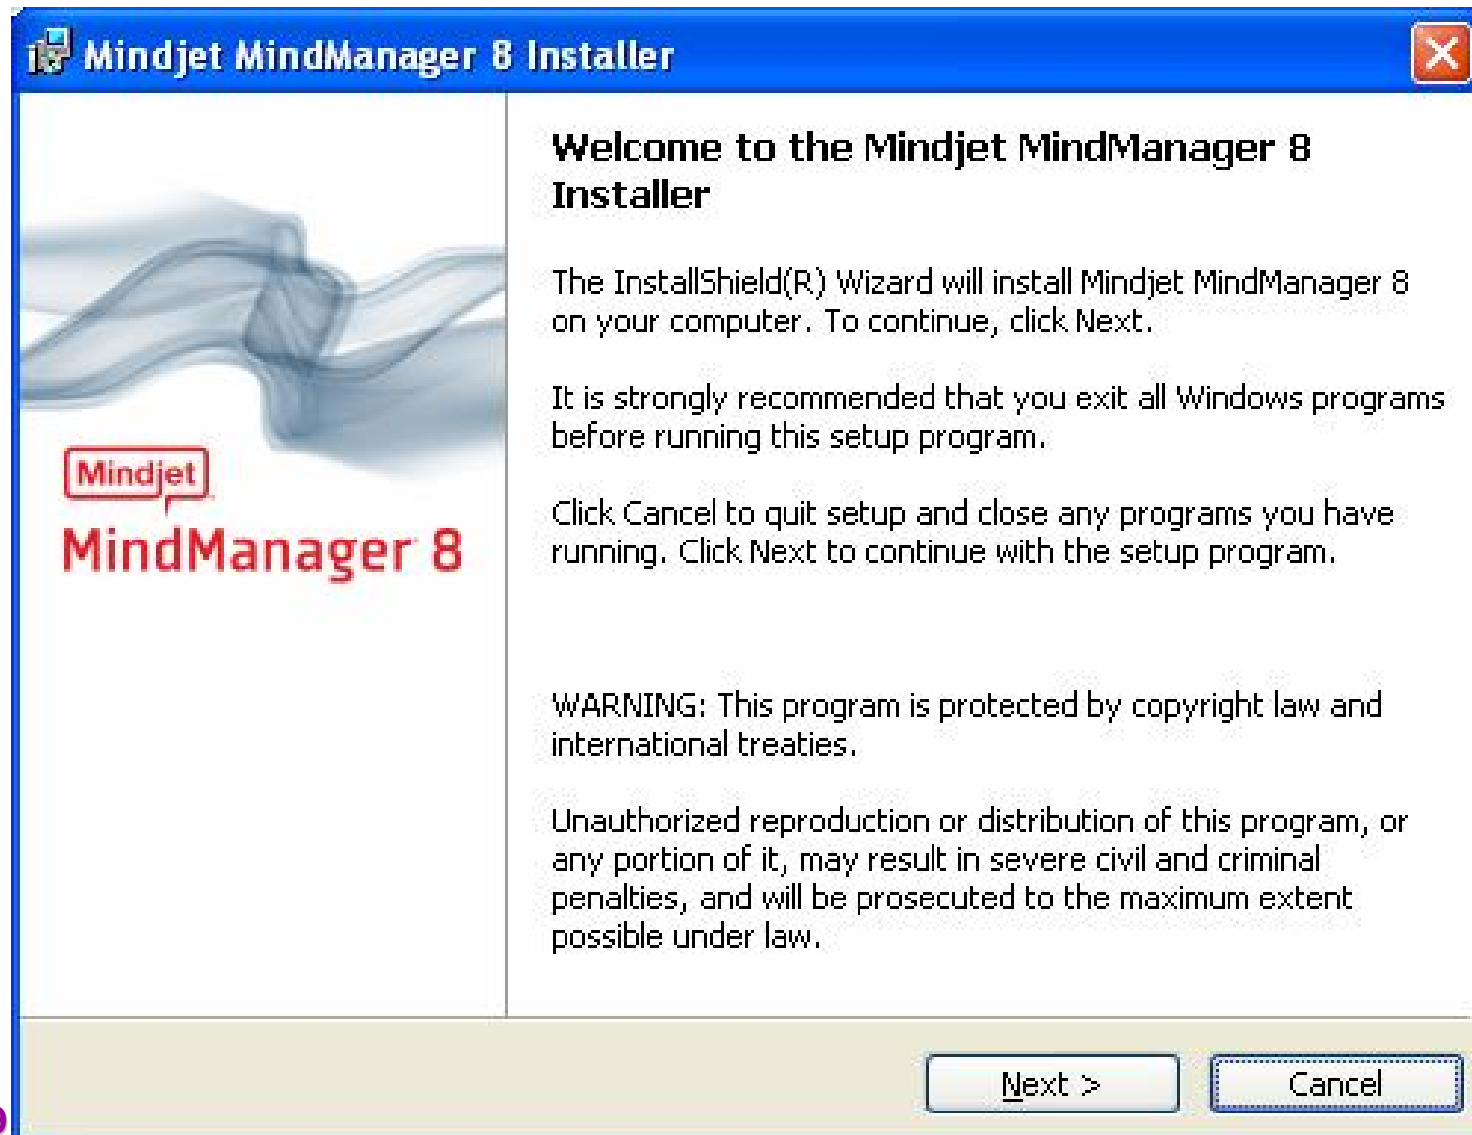 Mindjet MindManager 8 Installer
Welcome to the Mindjet MindManager 8
Installer
The InstallShield(R) Wizard will install Mindjet MindManager 8
on your computer. To continue, click Next.
It is strongly recommended that you exit all Windows programs
before running this setup program.
Click Cancel to quit setup and close any programs you have
running. Click Next to continue with the setup program.
Mindjet
MindManager 8
WARNING: This program is protected by copyright law and
international treaties.
Unauthorized reproduction or distribution of this program, or
any portion of it, may result in severe civil and criminal
penalties, and will be prosecuted to the maximum extent
possible under law.
Next >
Cancel